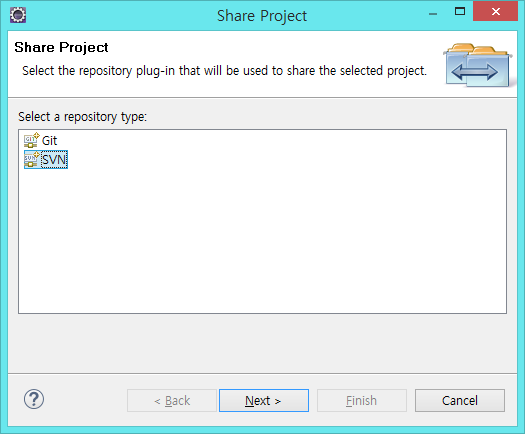 Share Project
Share Project
Select the repository plug-in that will be used to share the selected project.
Select a repository type:
Git
SVN
< Back
Next >
Finish
Cancel